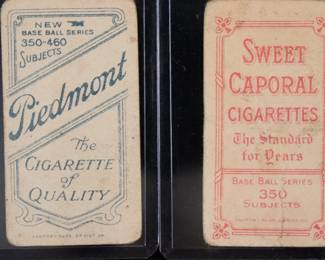 NEW
BASE BALL SERIES
350-460
SUBJECTS
Piedmont
The
CIGARETTE
OF
QUALITY
SWEET
CAPORAL
CIGARETTES
The Standard
for Years
BASE BALL SERIES
350
SUBJECTS